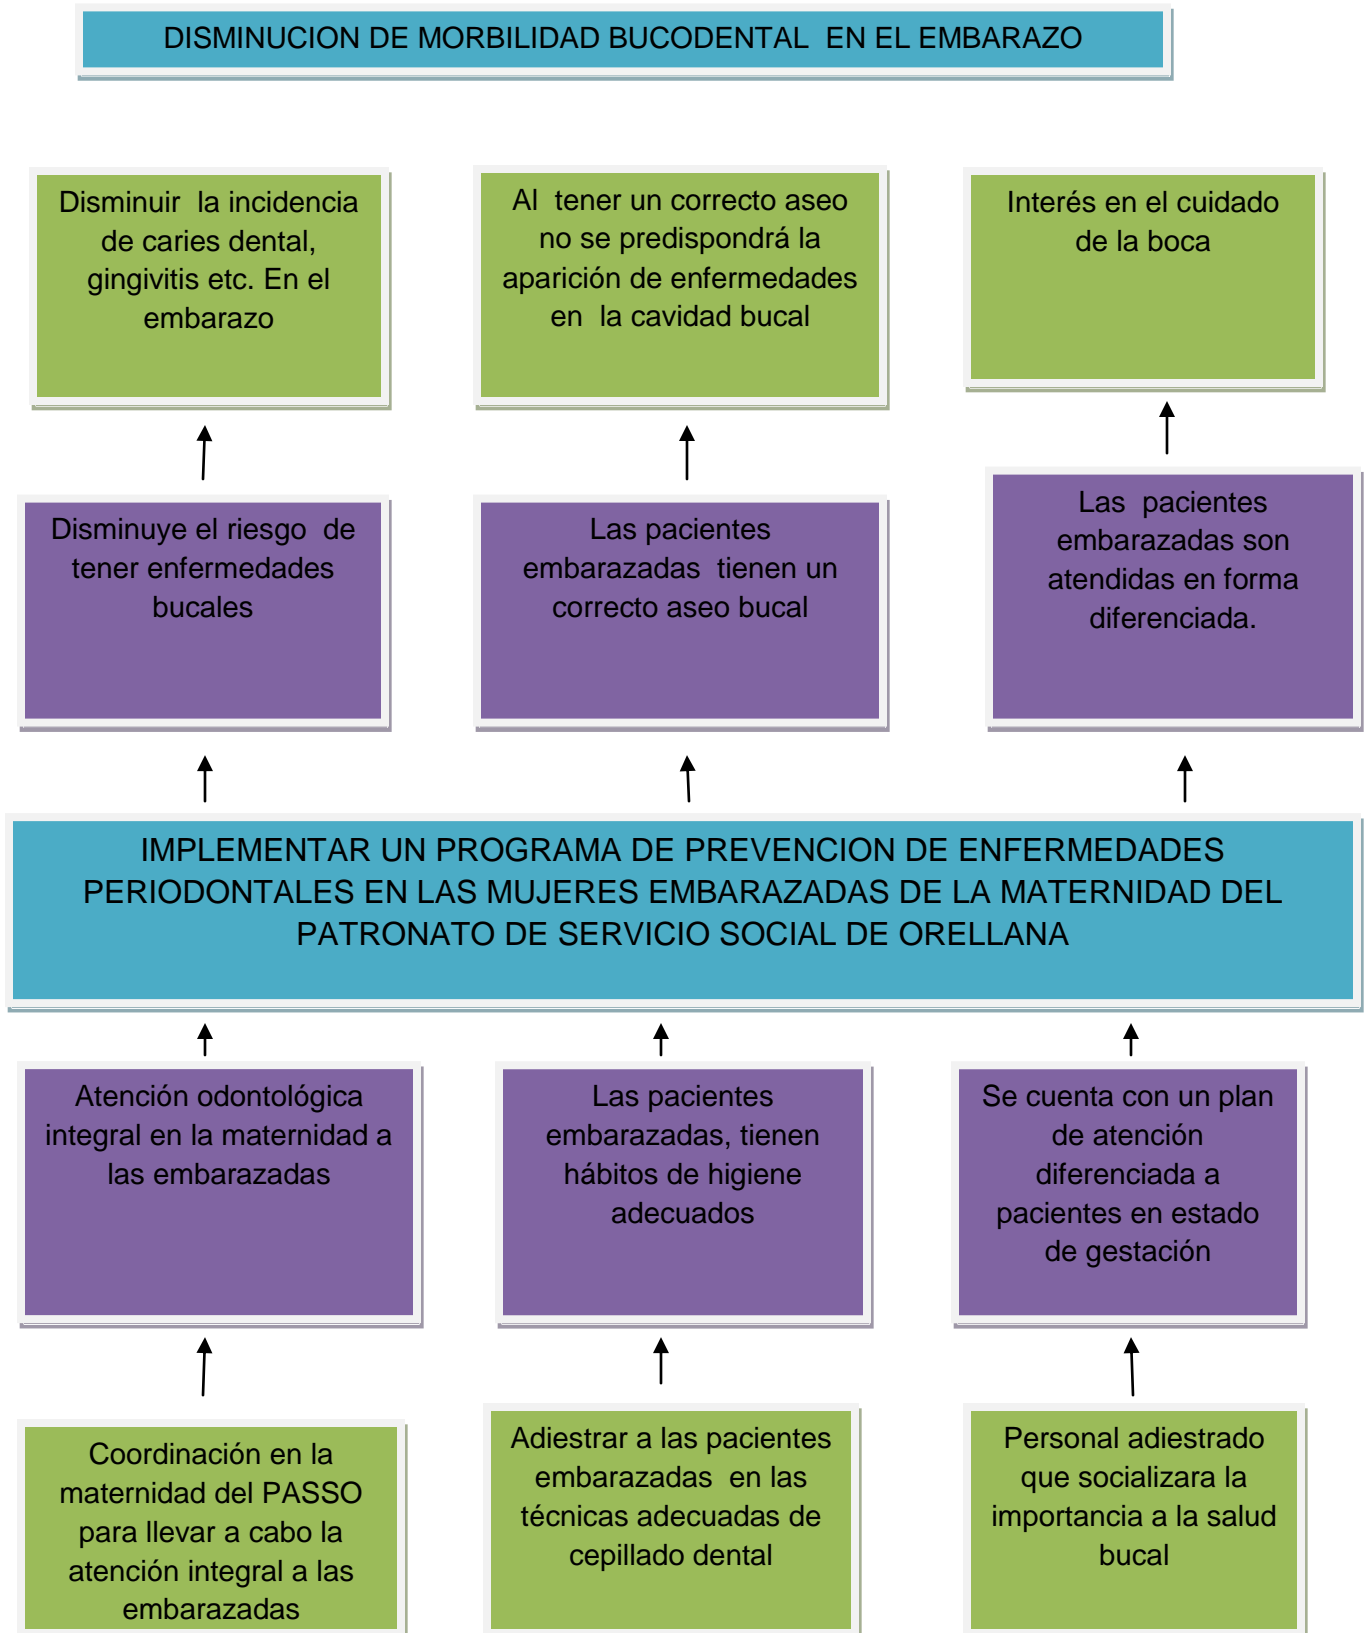 DISMINUCION DE MORBILIDAD BUCODENTAL EN EL EMBARAZO
Disminuir la incidencia
de caries dental,
gingivitis etc. En el
embarazo
Al tener un correcto aseo
no se predispondrá la
aparición de enfermedades
en la cavidad bucal
Interés en el cuidado
de la boca
Disminuye el riesgo de
tener enfermedades
bucales
Las pacientes
embarazadas tienen un
correcto aseo bucal
Las pacientes
embarazadas son
atendidas en forma
diferenciada.
IMPLEMENTAR UN PROGRAMA DE PREVENCION DE ENFERMEDADES
PERIODONTALES EN LAS MUJERES EMBARAZADAS DE LA MATERNIDAD DEL
PATRONATO DE SERVICIO SOCIAL DE ORELLANA
Atención odontológica
integral en la maternidad a
las embarazadas
Las pacientes
embarazadas, tienen
hábitos de higiene
adecuados
Se cuenta con un plan
de atención
diferenciada a
pacientes en estado
de gestación
Coordinación en la
maternidad del PASSO
para llevar a cabo la
atención integral a las
embarazadas
Adiestrar a las pacientes
embarazadas en las
técnicas adecuadas de
cepillado dental
Personal adiestrado
que socializara la
importancia a la salud
bucal